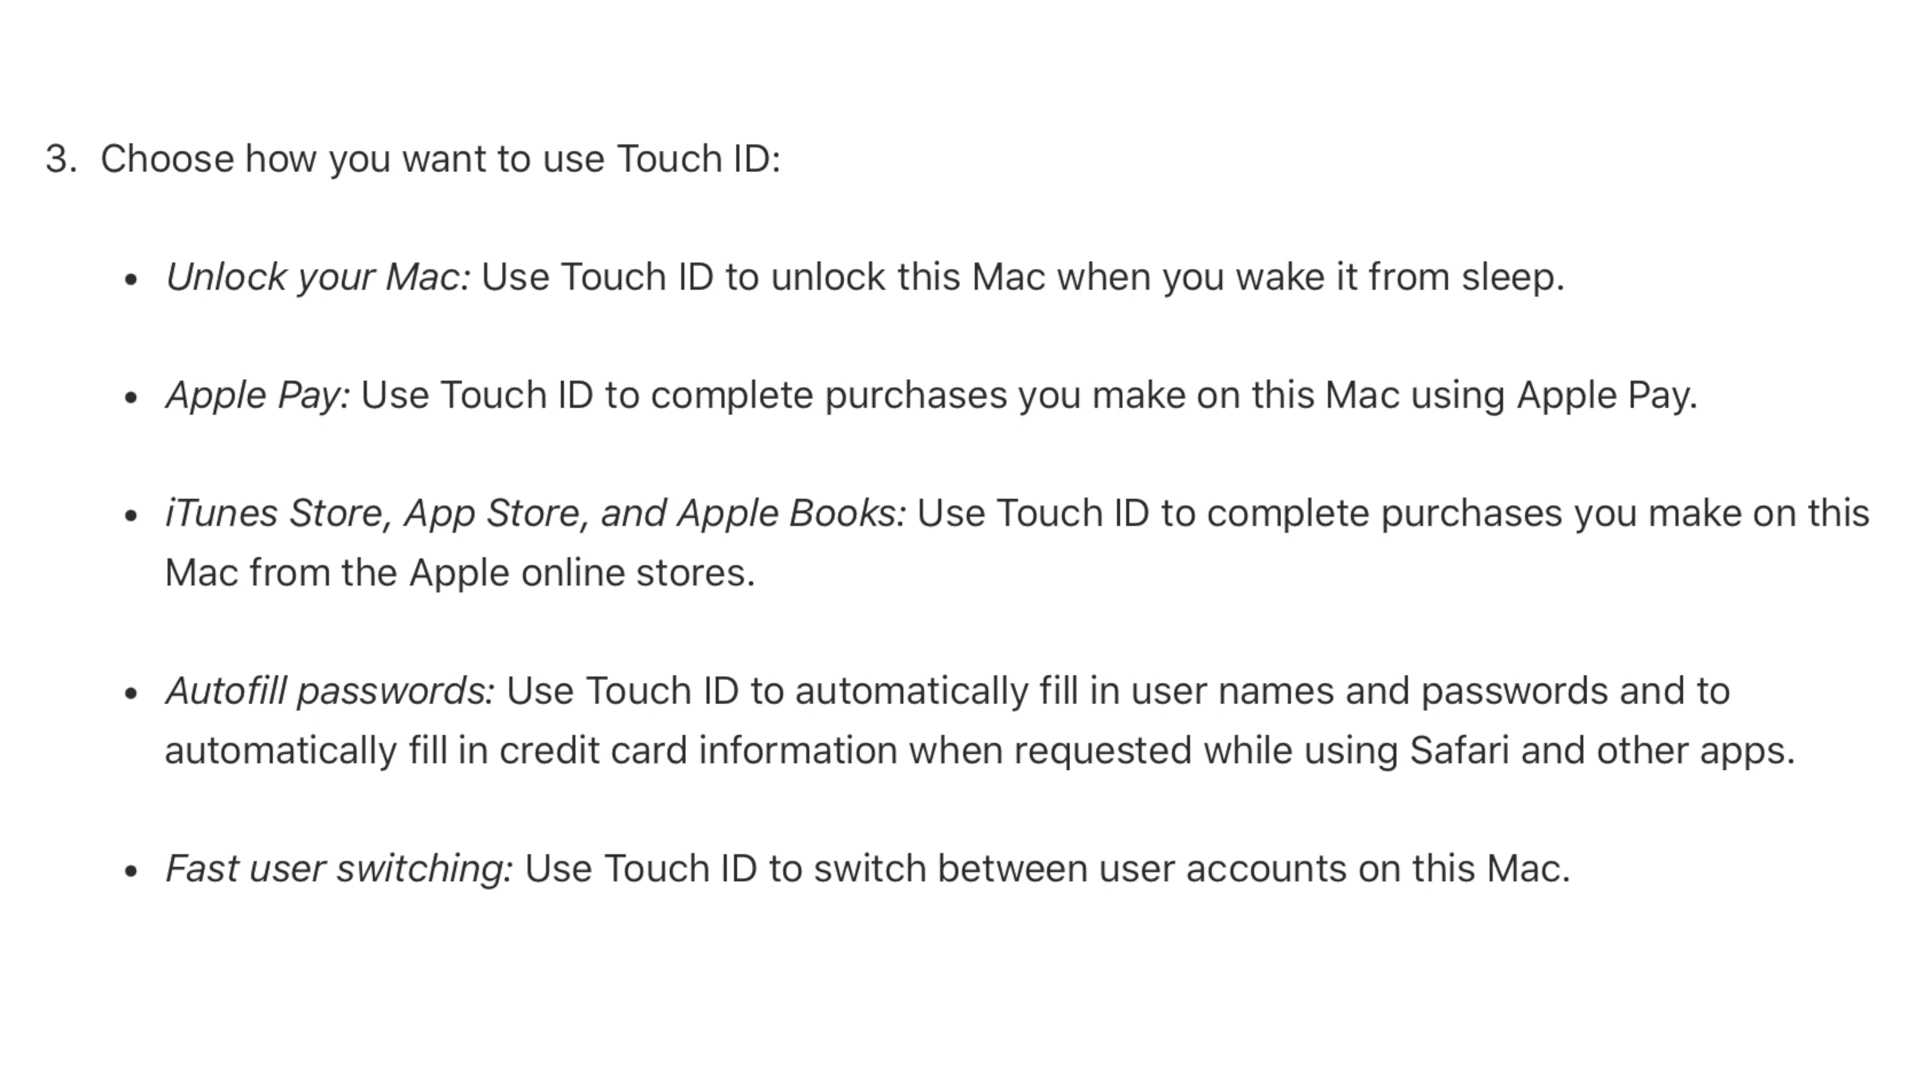 3. Choose how you want to use Touch ID:
• Unlock your Mac: Use Touch ID to unlock this Mac when you wake it from sleep.
• Apple Pay: Use Touch ID to complete purchases you make on this Mac using Apple Pay.
• iTunes Store, App Store, and Apple Books: Use Touch ID to complete purchases you make on this
Mac from the Apple online stores.
• Autofill passwords: Use Touch ID to automatically fill in user names and passwords and to
automatically fill in credit card information when requested while using Safari and other apps.
• Fast user switching: Use Touch ID to switch between user accounts on this Mac.